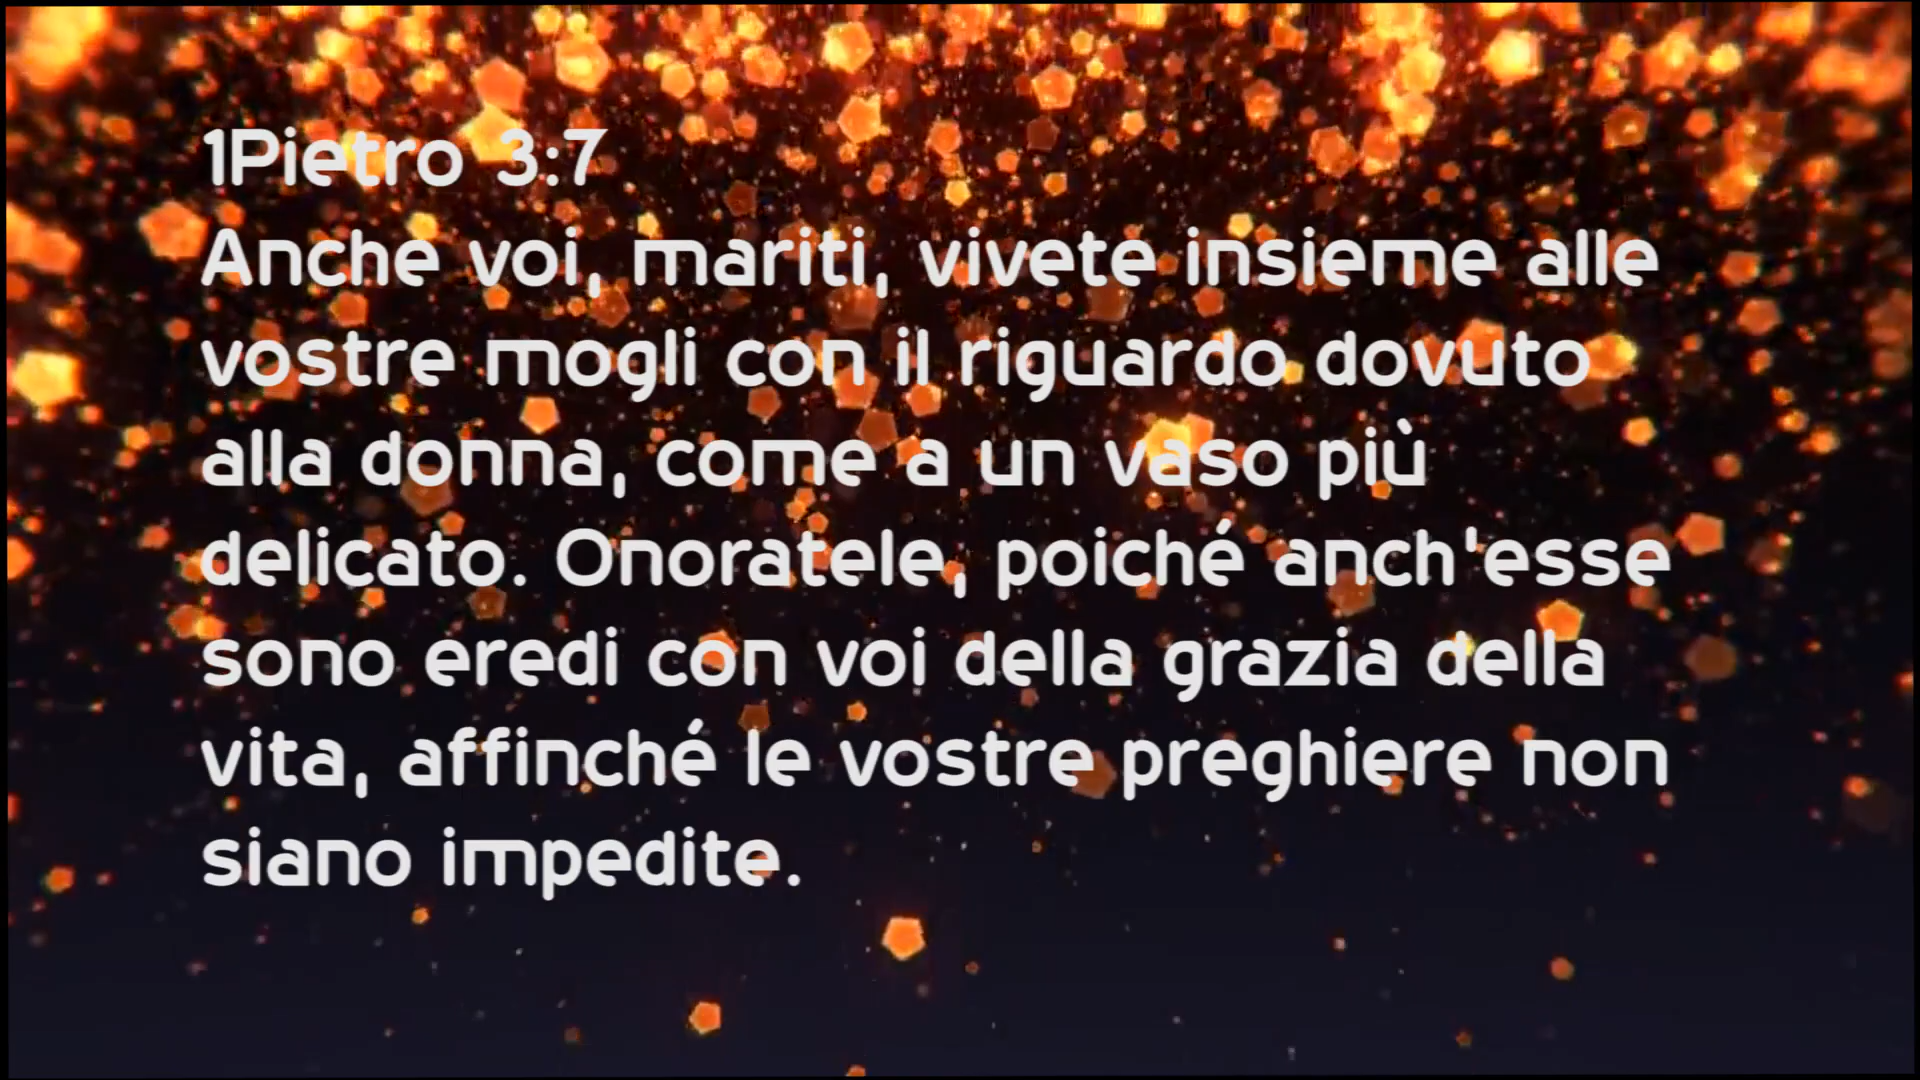 1Pietro 3:7
Anche voi, mariti, vivete insieme alle
vostre mogli con il riguardo dovuto
alla donna, come a un vaso più
delicato. Onoratele, poiché anch'esse
sono eredi con voi della grazia della
vita, affinché le vostre preghiere non
siano impedite.